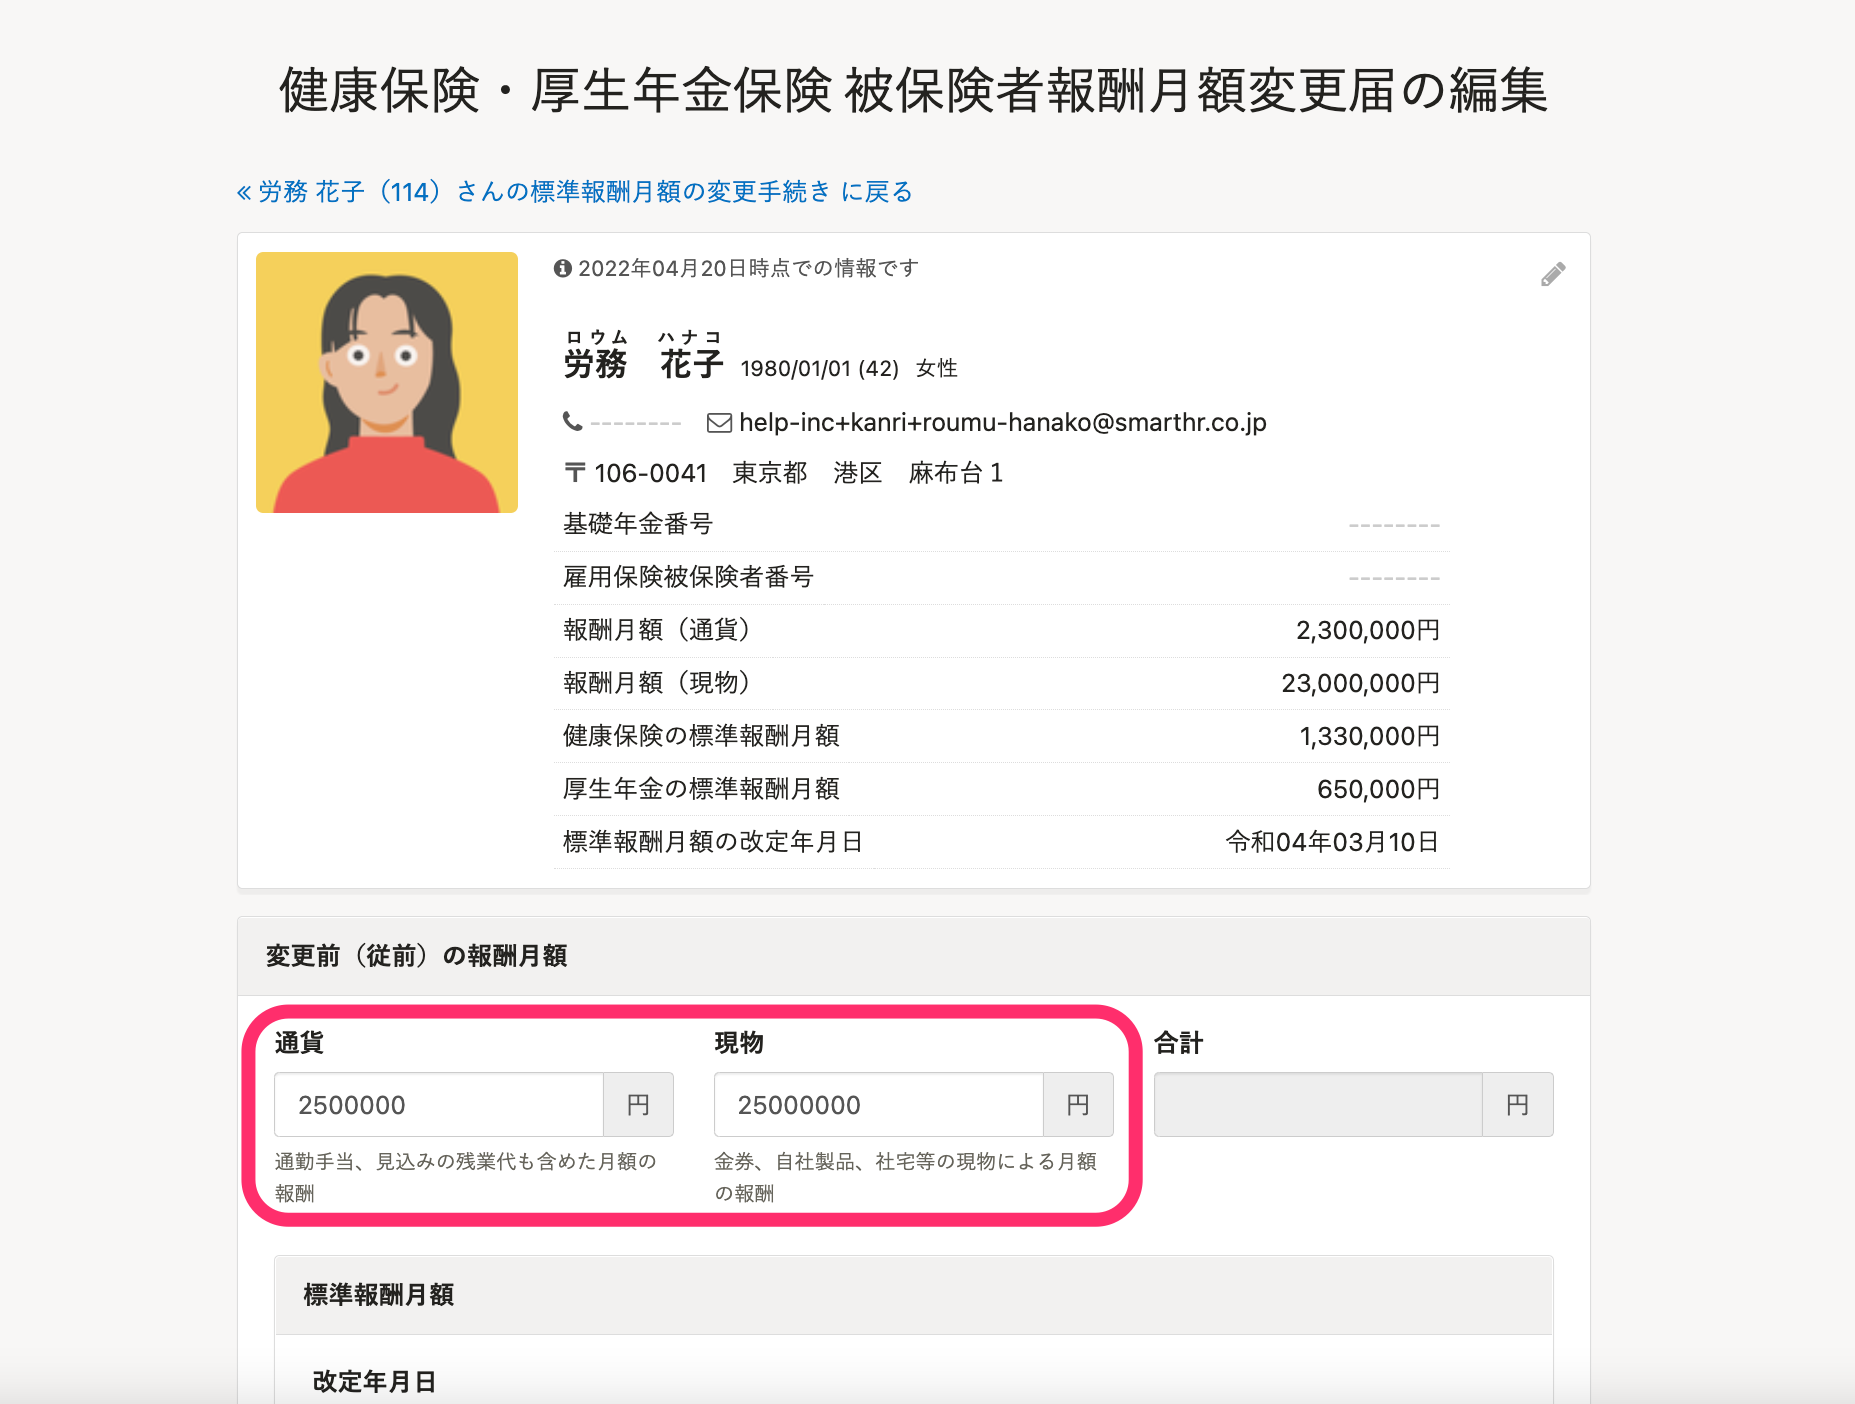 健康保険・厚生年金保険 被保険者報酬月額変更届の編集
« 労務 花子（114）さんの標準報酬月額の変更手続き に戻る
2022年04月20日時点での情報です
ロウム ハナコ
労務 花子 1980/01/01 (42) 女性
-------- help-inc+kanri+roumu-hanako@smarthr.co.jp
〒 106-0041 東京都 港区 麻布台１
基礎年金番号 --------
雇用保険被保険者番号 --------
報酬月額（通貨） 2,300,000円
報酬月額（現物） 23,000,000円
健康保険の標準報酬月額 1,330,000円
厚生年金の標準報酬月額 650,000円
標準報酬月額の改定年月日 令和04年03月10日
変更前（従前）の報酬月額
通貨 現物 合計
2500000 円 25000000 円 円
通勤手当、見込みの残業代も含めた月額の
報酬
金券、自社製品、社宅等の現物による月額
の報酬
標準報酬月額
改定年月日